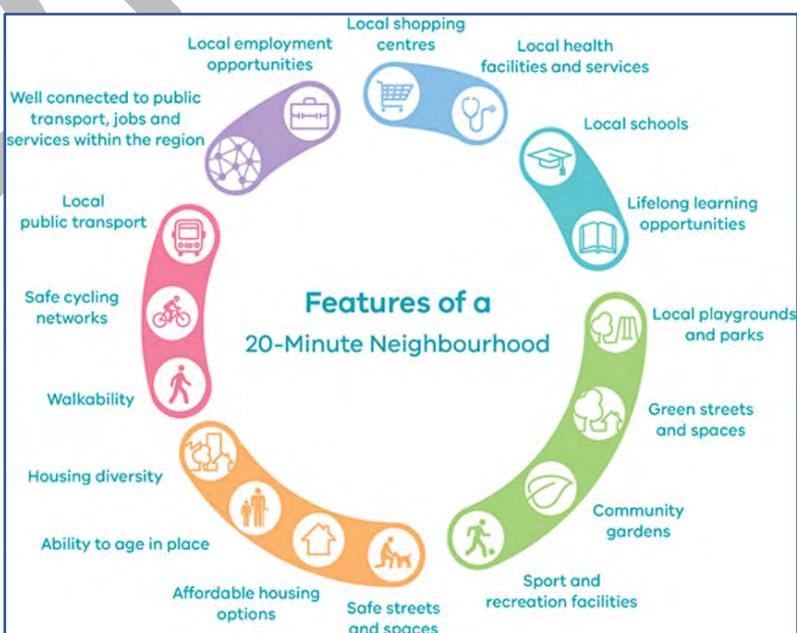 Features of a
20-Minute Neighbourhood
Local shopping
centres
Local health
facilities and services
Local schools
Lifelong learning
opportunities
Local playgrounds
and parks
Green streets
and spaces
Community
gardens
Sport and
recreation facilities
Safe streets
and spaces
Affordable housing
options
Ability to age in place
Housing diversity
Walkability
Safe cycling
networks
Local
public transport
Well connected to public
transport, jobs and
services within the region
Local employment
opportunities